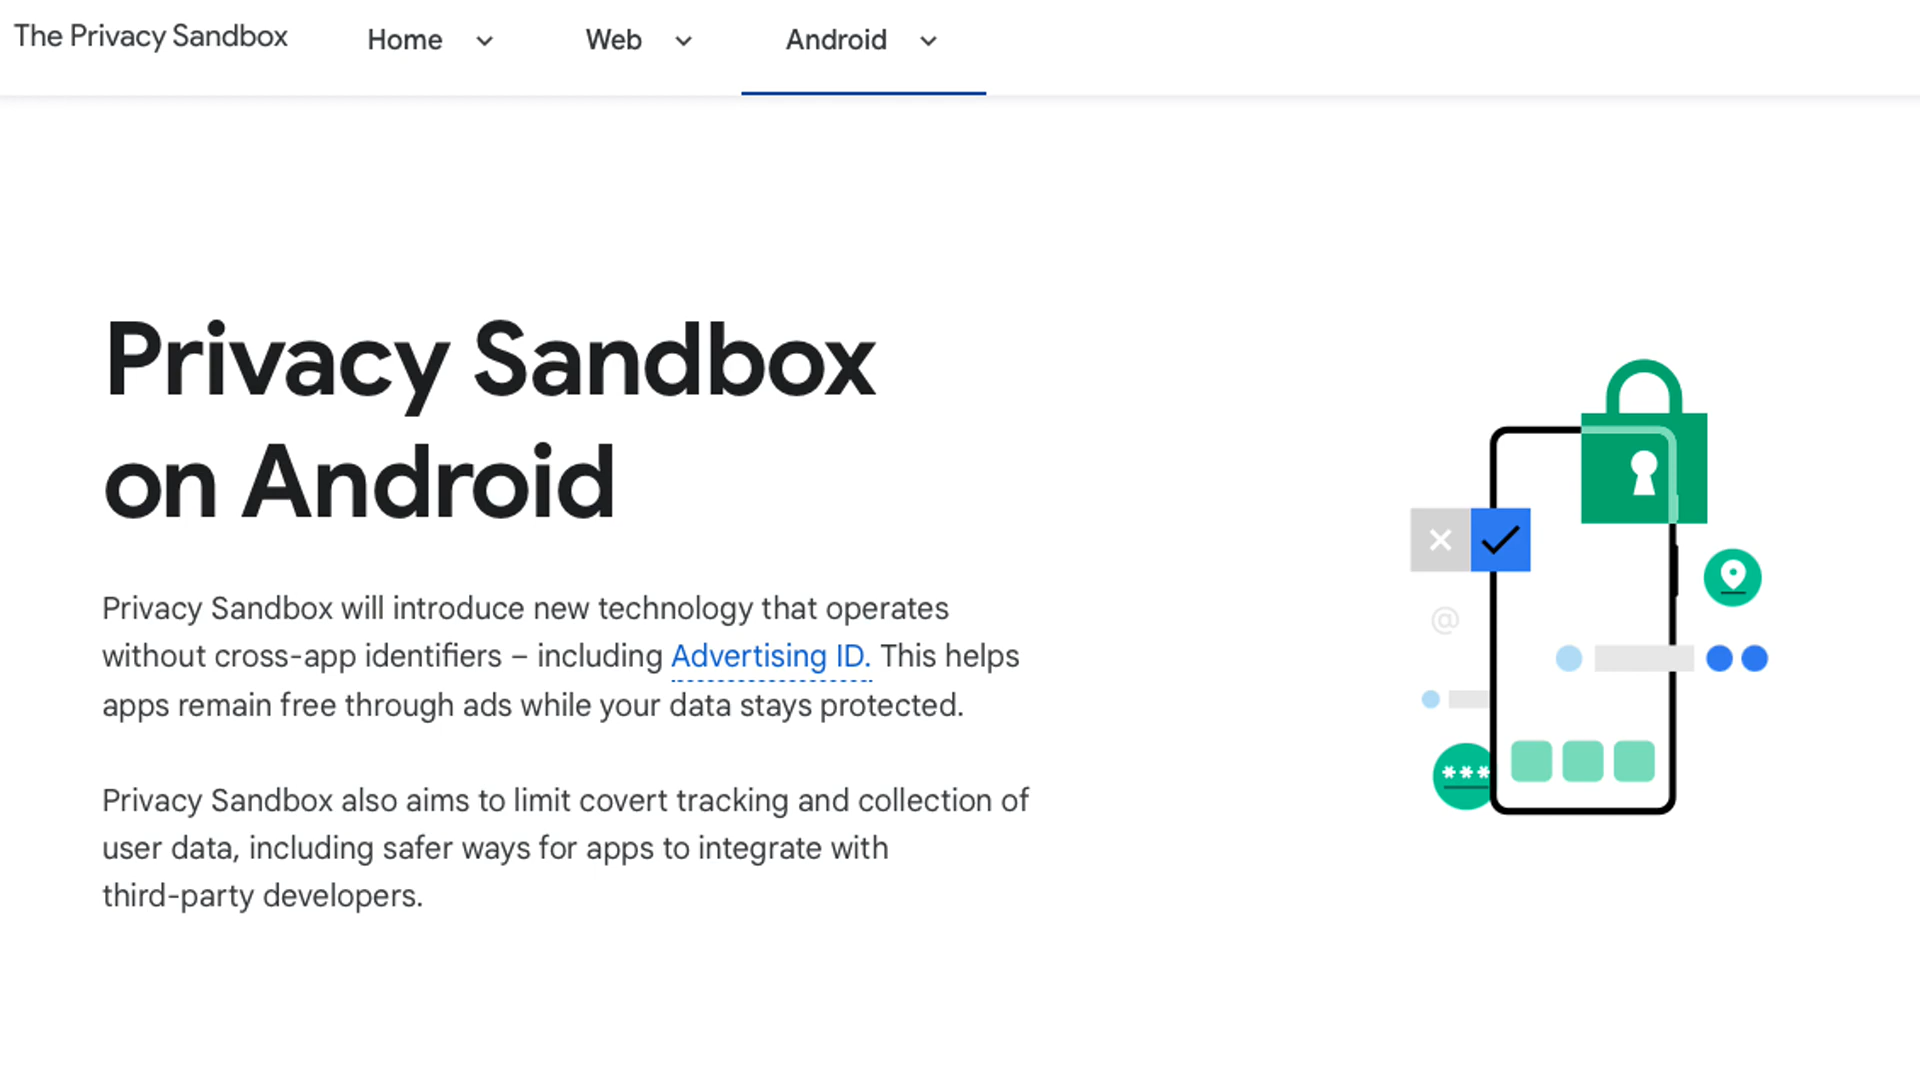 The Privacy Sandbox
Home
Web
Android
Privacy Sandbox
on Android
Privacy Sandbox will introduce new technology that operates
without cross-app identifiers – including Advertising ID. This helps
apps remain free through ads while your data stays protected.
Privacy Sandbox also aims to limit covert tracking and collection of
user data, including safer ways for apps to integrate with
third-party developers.
@
***